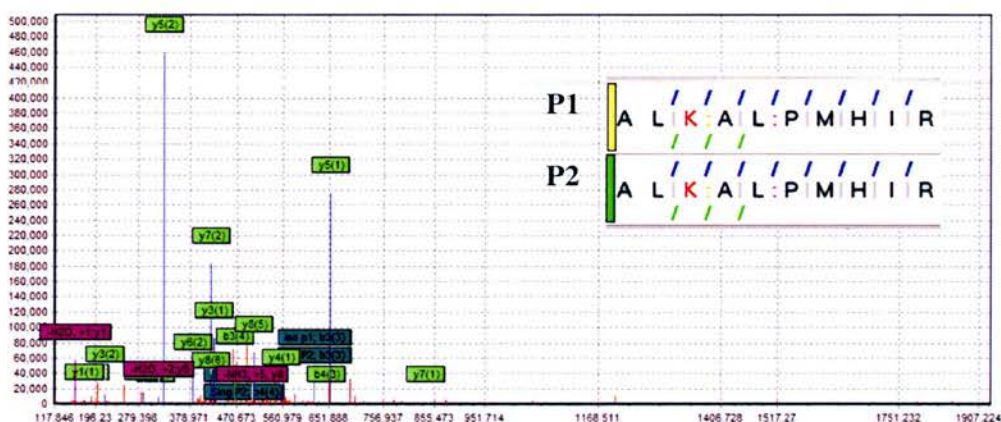 500,000
480,000
460,000
440,000
420,000
400,000
380,000
360,000
340,000
320,000
300,000
280,000
260,000
240,000
220,000
200,000
180,000
160,000
140,000
120,000
100,000
80,000
60,000
40,000
20,000
0
y5(2)
y5(1)
y7(2)
y3(1)
y8(5)
b3(4)
y6(2)
y3(2)
y8(6)
y4(1)
y1(1)
b4(3)
y7(1)
P1
A L K A L P M H I R
P2
A L K A L P M H I R
117.846 196.23 279.398 378.971 470.673 560.979 651.888 756.937 855.473 951.714 1168.511 1406.728 1517.27 1751.232 1907.224